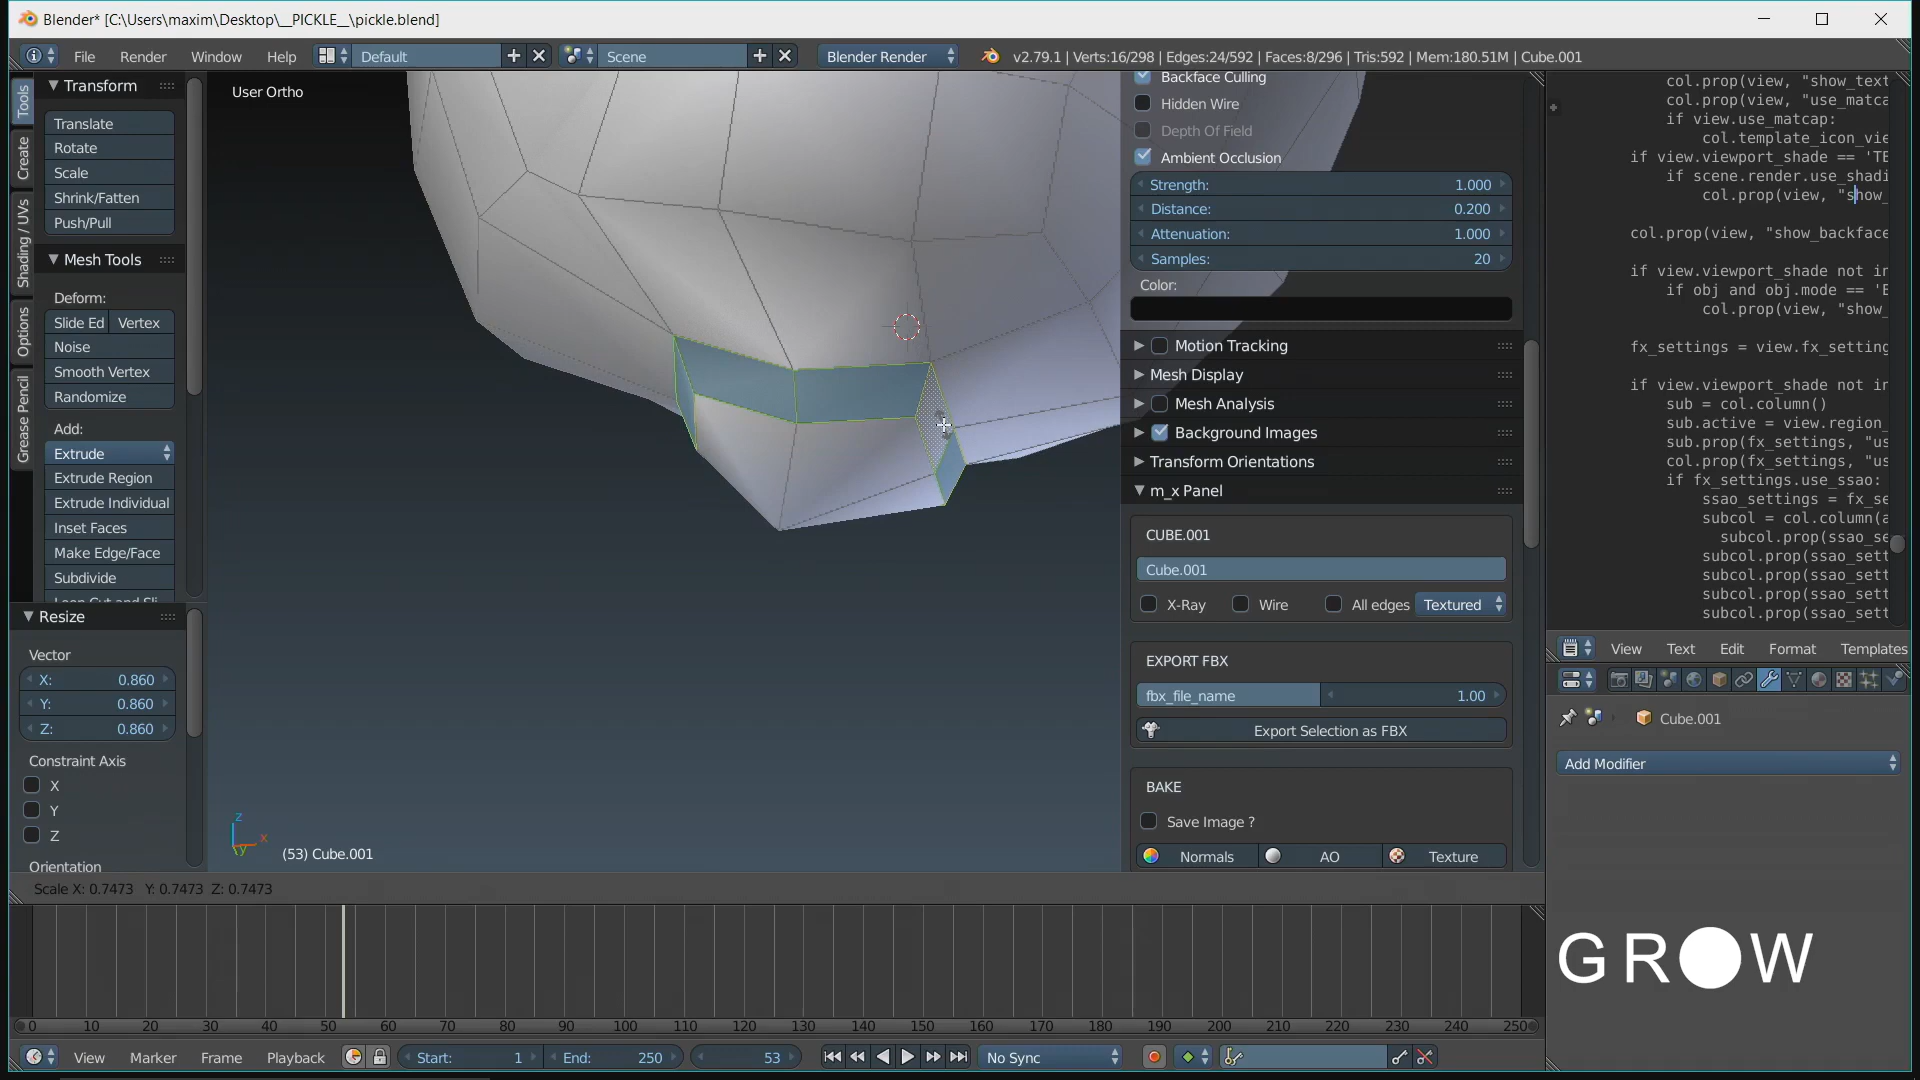 Blender* [C:\Users\maxim\Desktop\__PICKLE__\pickle.blend]
File Render Window Help Default Scene Blender Render v2.79.1 | Verts:16/298 | Edges:24/592 | Faces:8/296 | Tris:592 | Mem:180.51M | Cube.001
Tools
Create
Shading / UVs
Options
Grease Pencil
Transform
Translate
Rotate
Scale
Shrink/Fatten
Push/Pull
Mesh Tools
Deform:
Slide Ed Vertex
Noise
Smooth Vertex
Randomize
Add:
Extrude
Extrude Region
Extrude Individual
Inset Faces
Make Edge/Face
Subdivide
Resize
Vector
X: 0.860
Y: 0.860
Z: 0.860
Constraint Axis
X
Y
Z
Orientation
User Ortho
z
x
y
(53) Cube.001
Scale X: 0.7473 Y: 0.7473 Z: 0.7473
Backface Culling
Hidden Wire
Depth Of Field
Ambient Occlusion
Strength: 1.000
Distance: 0.200
Attenuation: 1.000
Samples: 20
Color:
Motion Tracking
Mesh Display
Mesh Analysis
Background Images
Transform Orientations
m_x Panel
CUBE.001
Cube.001
X-Ray Wire All edges Textured
EXPORT FBX
fbx_file_name 1.00
Export Selection as FBX
BAKE
Save Image ?
Normals AO Texture
col.prop(view, "show_text
col.prop(view, "use_matca
if view.use_matcap:
col.template_icon_vie
if view.viewport_shade == 'TE
if scene.render.use_shadi
col.prop(view, "show_
col.prop(view, "show_backface
if view.viewport_shade not in
if obj and obj.mode == 'E
col.prop(view, "show_
fx_settings = view.fx_setting
if view.viewport_shade not in
sub = col.column()
sub.active = view.region_
sub.prop(fx_settings, "us
col.prop(fx_settings, "us
if fx_settings.use_ssao:
ssao_settings = fx_se
subcol = col.column(a
subcol.prop(ssao_se
subcol.prop(ssao_sett
subcol.prop(ssao_sett
subcol.prop(ssao_sett
subcol.prop(ssao_sett
View Text Edit Format Templates
Cube.001
Add Modifier
GROW
0 10 20 30 40 50 60 70 80 90 100 110 120 130 140 150 160 170 180 190 200 210 220 230 240 250
View Marker Frame Playback Start: 1 End: 250 53 No Sync